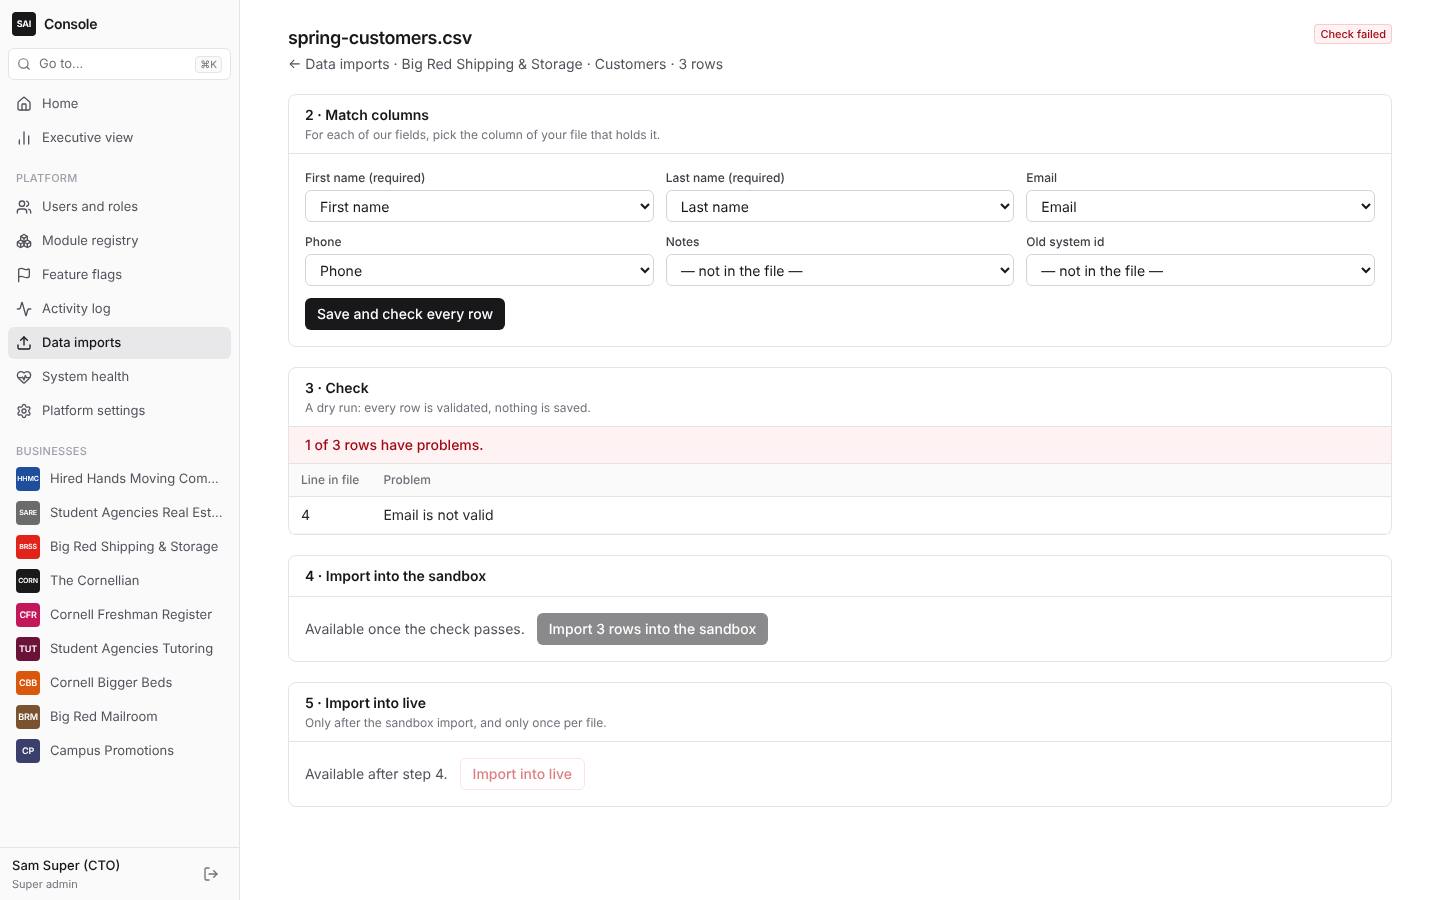 SAI Console
Go to... ⌘K
Home
Executive view
PLATFORM
Users and roles
Module registry
Feature flags
Activity log
Data imports
System health
Platform settings
BUSINESSES
HHMC Hired Hands Moving Com...
SARE Student Agencies Real Est...
BRSS Big Red Shipping & Storage
CORN The Cornellian
CFR Cornell Freshman Register
TUT Student Agencies Tutoring
CBB Cornell Bigger Beds
BRM Big Red Mailroom
CP Campus Promotions
Sam Super (CTO)
Super admin
spring-customers.csv
Check failed
← Data imports · Big Red Shipping & Storage · Customers · 3 rows
2 · Match columns
For each of our fields, pick the column of your file that holds it.
First name (required) Last name (required) Email
First name Last name Email
Phone Notes Old system id
Phone — not in the file — — not in the file —
Save and check every row
3 · Check
A dry run: every row is validated, nothing is saved.
1 of 3 rows have problems.
Line in file Problem
4 Email is not valid
4 · Import into the sandbox
Available once the check passes. Import 3 rows into the sandbox
5 · Import into live
Only after the sandbox import, and only once per file.
Available after step 4. Import into live